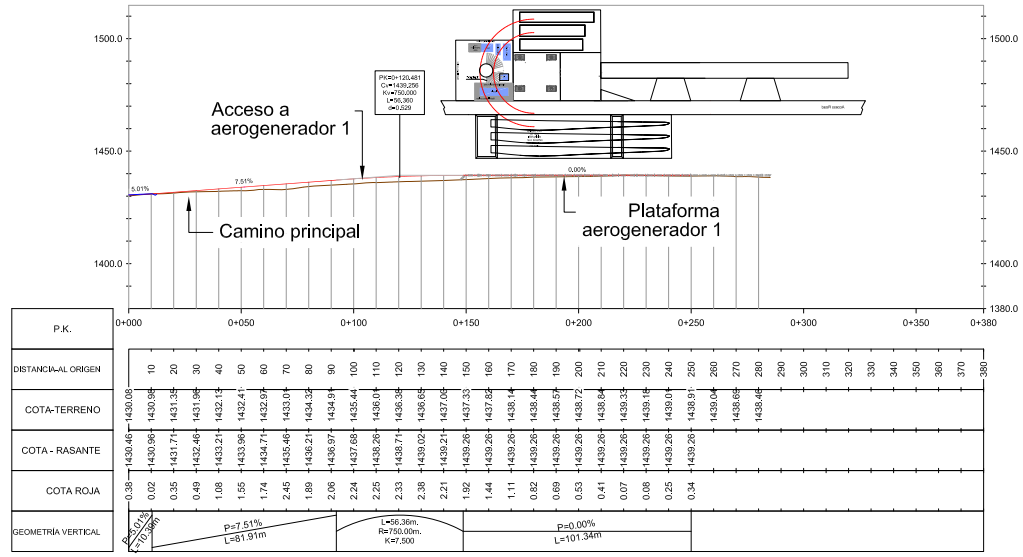 1500.0
1450.0
1400.0
1500.0
1450.0
1400.0
1380.0
PK=0+120.481
Cv=1439.256
Kv=750.000
L=56.360
d=0.529
Acceso a
aerogenerador 1
5.01%
7.51%
0.00%
Camino principal
Plataforma
aerogenerador 1
P.K. 0+000 0+050 0+100 0+150 0+200 0+250 0+300 0+350 0+380
DISTANCIA-AL ORIGEN 10 20 30 40 50 60 70 80 90 100 110 120 130 140 150 160 170 180 190 200 210 220 230 240 250 260 270 280 290 300 310 320 330 340 350 360 370 380
COTA-TERRENO 1430.08 1430.98 1431.35 1431.96 1432.13 1432.41 1432.97 1433.01 1434.32 1434.91 1435.44 1436.01 1436.38 1436.65 1437.00 1437.33 1437.82 1438.14 1438.44 1438.57 1438.72 1438.84 1439.33 1439.18 1439.01 1438.91 1439.04 1438.69 1438.46
COTA - RASANTE 1430.46 1430.96 1431.71 1432.46 1433.21 1433.96 1434.71 1435.46 1436.21 1436.97 1437.68 1438.26 1438.71 1439.02 1439.21 1439.26 1439.26 1439.26 1439.26 1439.26 1439.26 1439.26 1439.26 1439.26 1439.26 1439.26
COTA ROJA 0.38 0.02 0.35 0.49 1.08 1.55 1.74 2.45 1.89 2.06 2.24 2.25 2.33 2.38 2.21 1.92 1.44 1.11 0.82 0.69 0.53 0.41 0.07 0.08 0.25 0.34
GEOMETRÍA VERTICAL
P=5.01%
L=10.39m
P=7.51%
L=81.91m
L=56.36m.
R=750.00m.
K=7.500
P=0.00%
L=101.34m